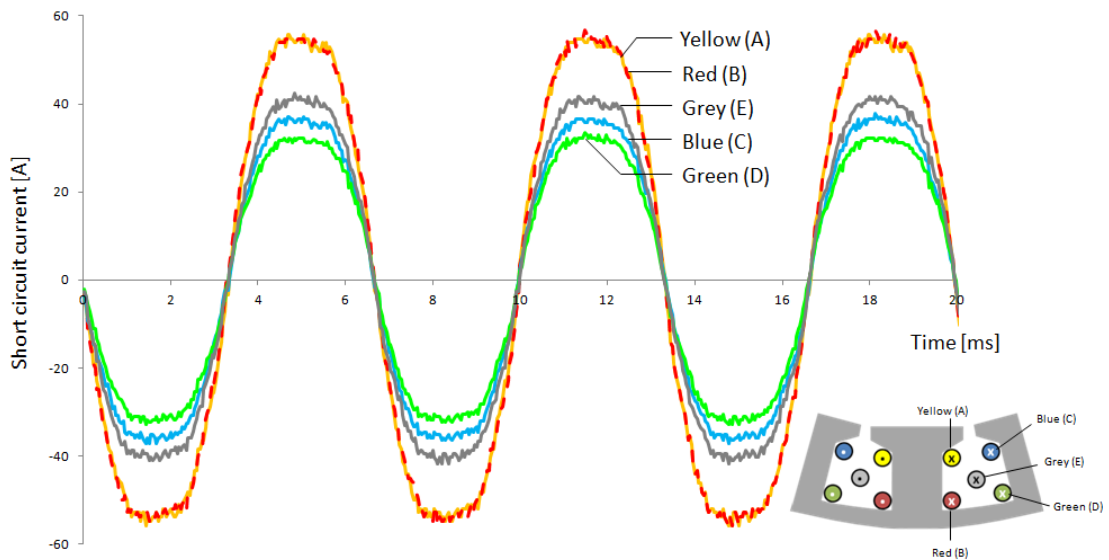 60
40
20
0
-20
-40
-60
Short circuit current [A]
0 2 4 6 8 10 12 14 16 18 20
Time [ms]
Yellow (A)
Red (B)
Grey (E)
Blue (C)
Green (D)
Yellow (A)
Blue (C)
Grey (E)
Green (D)
Red (B)
x x
x
x x